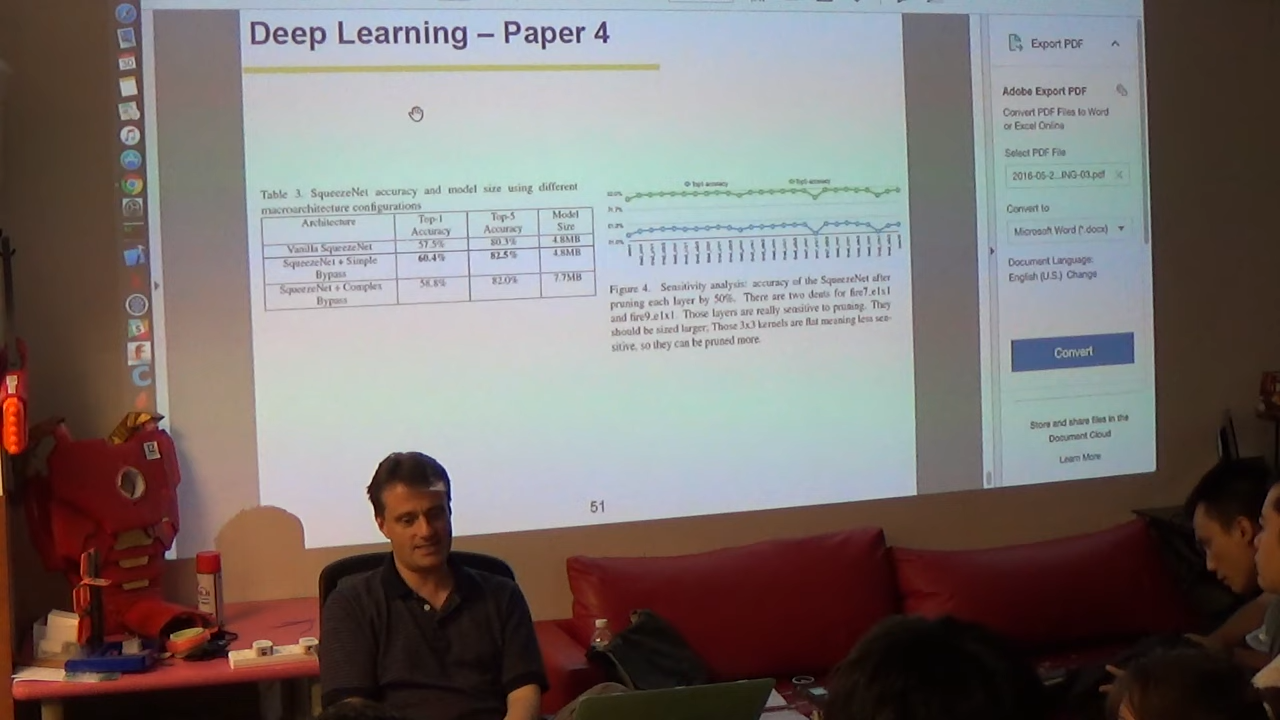 Deep Learning – Paper 4
Table 3. SqueezeNet accuracy and model size using different
macroarchitecture configurations
Architecture Top-1 Accuracy Top-5 Accuracy Model Size
Vanilla SqueezeNet 57.5% 80.3% 4.8MB
SqueezeNet + Simple Bypass 60.4% 82.5% 4.8MB
SqueezeNet + Complex Bypass 58.8% 82.0% 7.7MB
Figure 4. Sensitivity analysis: accuracy of the SqueezeNet after
pruning each layer by 50%. There are two dents for fire7.e1x1
and fire9.e1x1. Those layers are really sensitive to pruning. They
should be sized larger; Those 3x3 kernels are flat meaning less sen-
sitive, so they can be pruned more.
51
Export PDF
Adobe Export PDF
Convert PDF Files to Word
or Excel Online
Select PDF File
2016-05-2...ING-03.pdf
Convert to
Microsoft Word (*.docx)
Document Language:
English (U.S.) Change
Convert
Store and share files in the
Document Cloud
Learn More